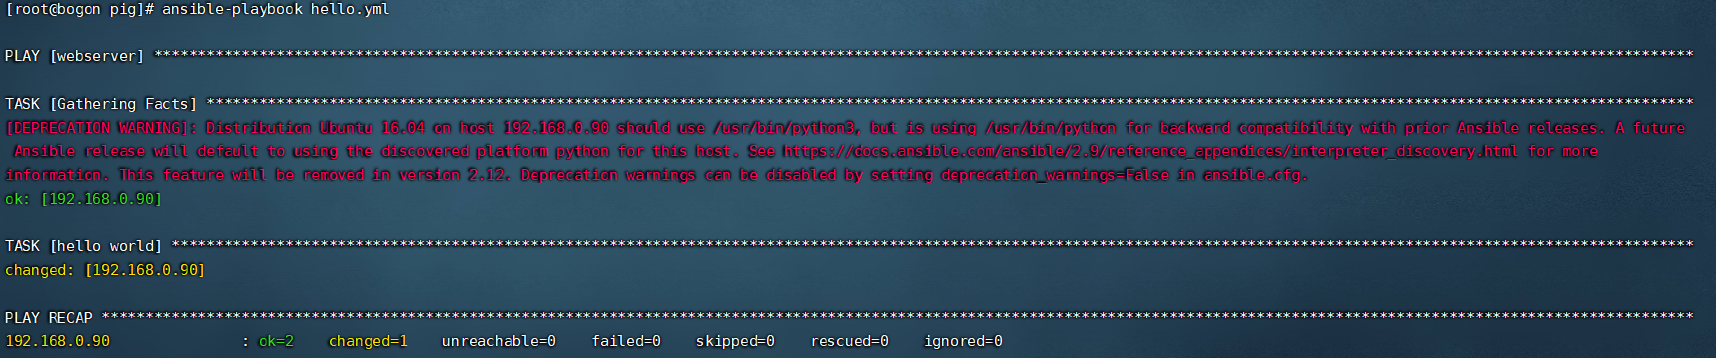 [root@bogon pig]# ansible-playbook hello.yml
PLAY [webserver] ********************************************************************************************************************************************************************************
TASK [Gathering Facts] **************************************************************************************************************************************************************************
[DEPRECATION WARNING]: Distribution Ubuntu 16.04 on host 192.168.0.90 should use /usr/bin/python3, but is using /usr/bin/python for backward compatibility with prior Ansible releases. A future
Ansible release will default to using the discovered platform python for this host. See https://docs.ansible.com/ansible/2.9/reference_appendices/interpreter_discovery.html for more
information. This feature will be removed in version 2.12. Deprecation warnings can be disabled by setting deprecation_warnings=False in ansible.cfg.
ok: [192.168.0.90]
TASK [hello world] ******************************************************************************************************************************************************************************
changed: [192.168.0.90]
PLAY RECAP **************************************************************************************************************************************************************************************
192.168.0.90               : ok=2    changed=1    unreachable=0    failed=0    skipped=0    rescued=0    ignored=0